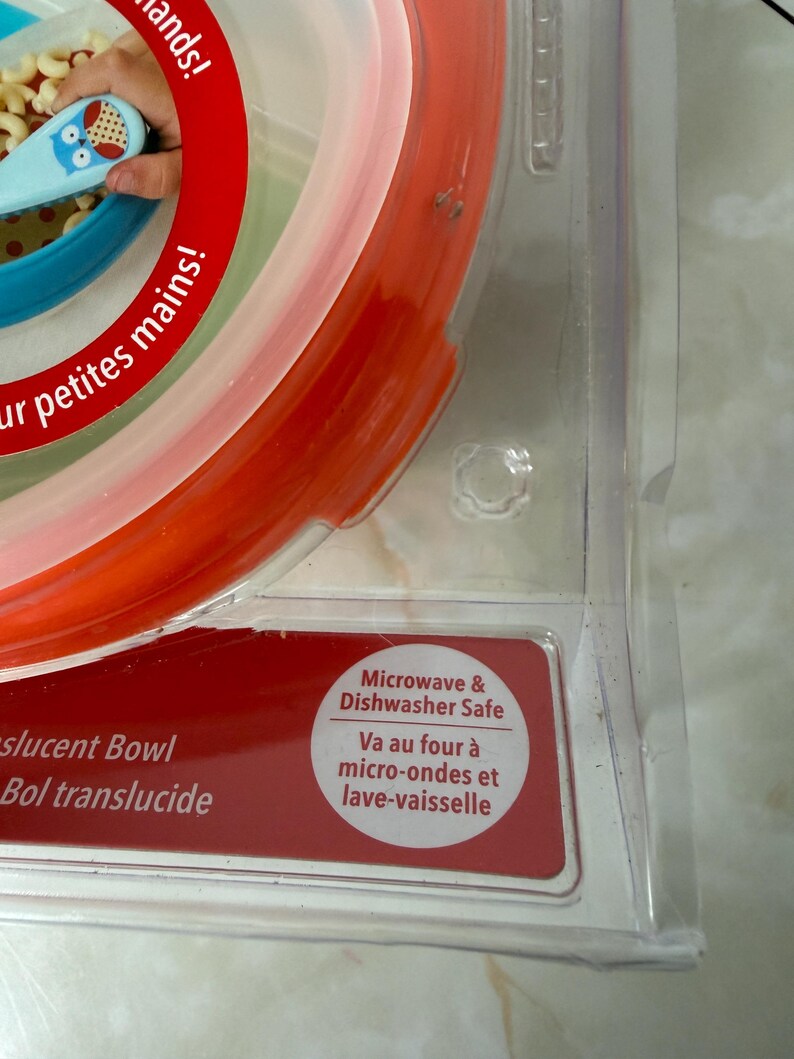 hands!
ur petites mains!
slucent Bowl
Bol translucide
Microwave &
Dishwasher Safe
Va au four à
micro-ondes et
lave-vaisselle